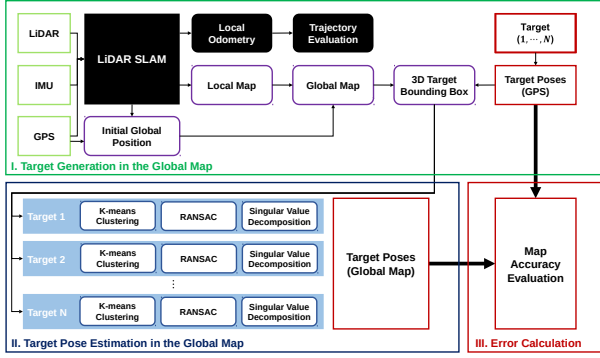 LiDAR
IMU
GPS
LiDAR SLAM
Local
Odometry
Trajectory
Evaluation
Target
(1, ⋯, N)
Local Map
Global Map
3D Target
Bounding Box
Target Poses
(GPS)
Initial Global
Position
I. Target Generation in the Global Map
Target 1
K-means
Clustering
RANSAC
Singular Value
Decomposition
Target 2
K-means
Clustering
RANSAC
Singular Value
Decomposition
⋮
Target N
K-means
Clustering
RANSAC
Singular Value
Decomposition
Target Poses
(Global Map)
Map
Accuracy
Evaluation
II. Target Pose Estimation in the Global Map
III. Error Calculation